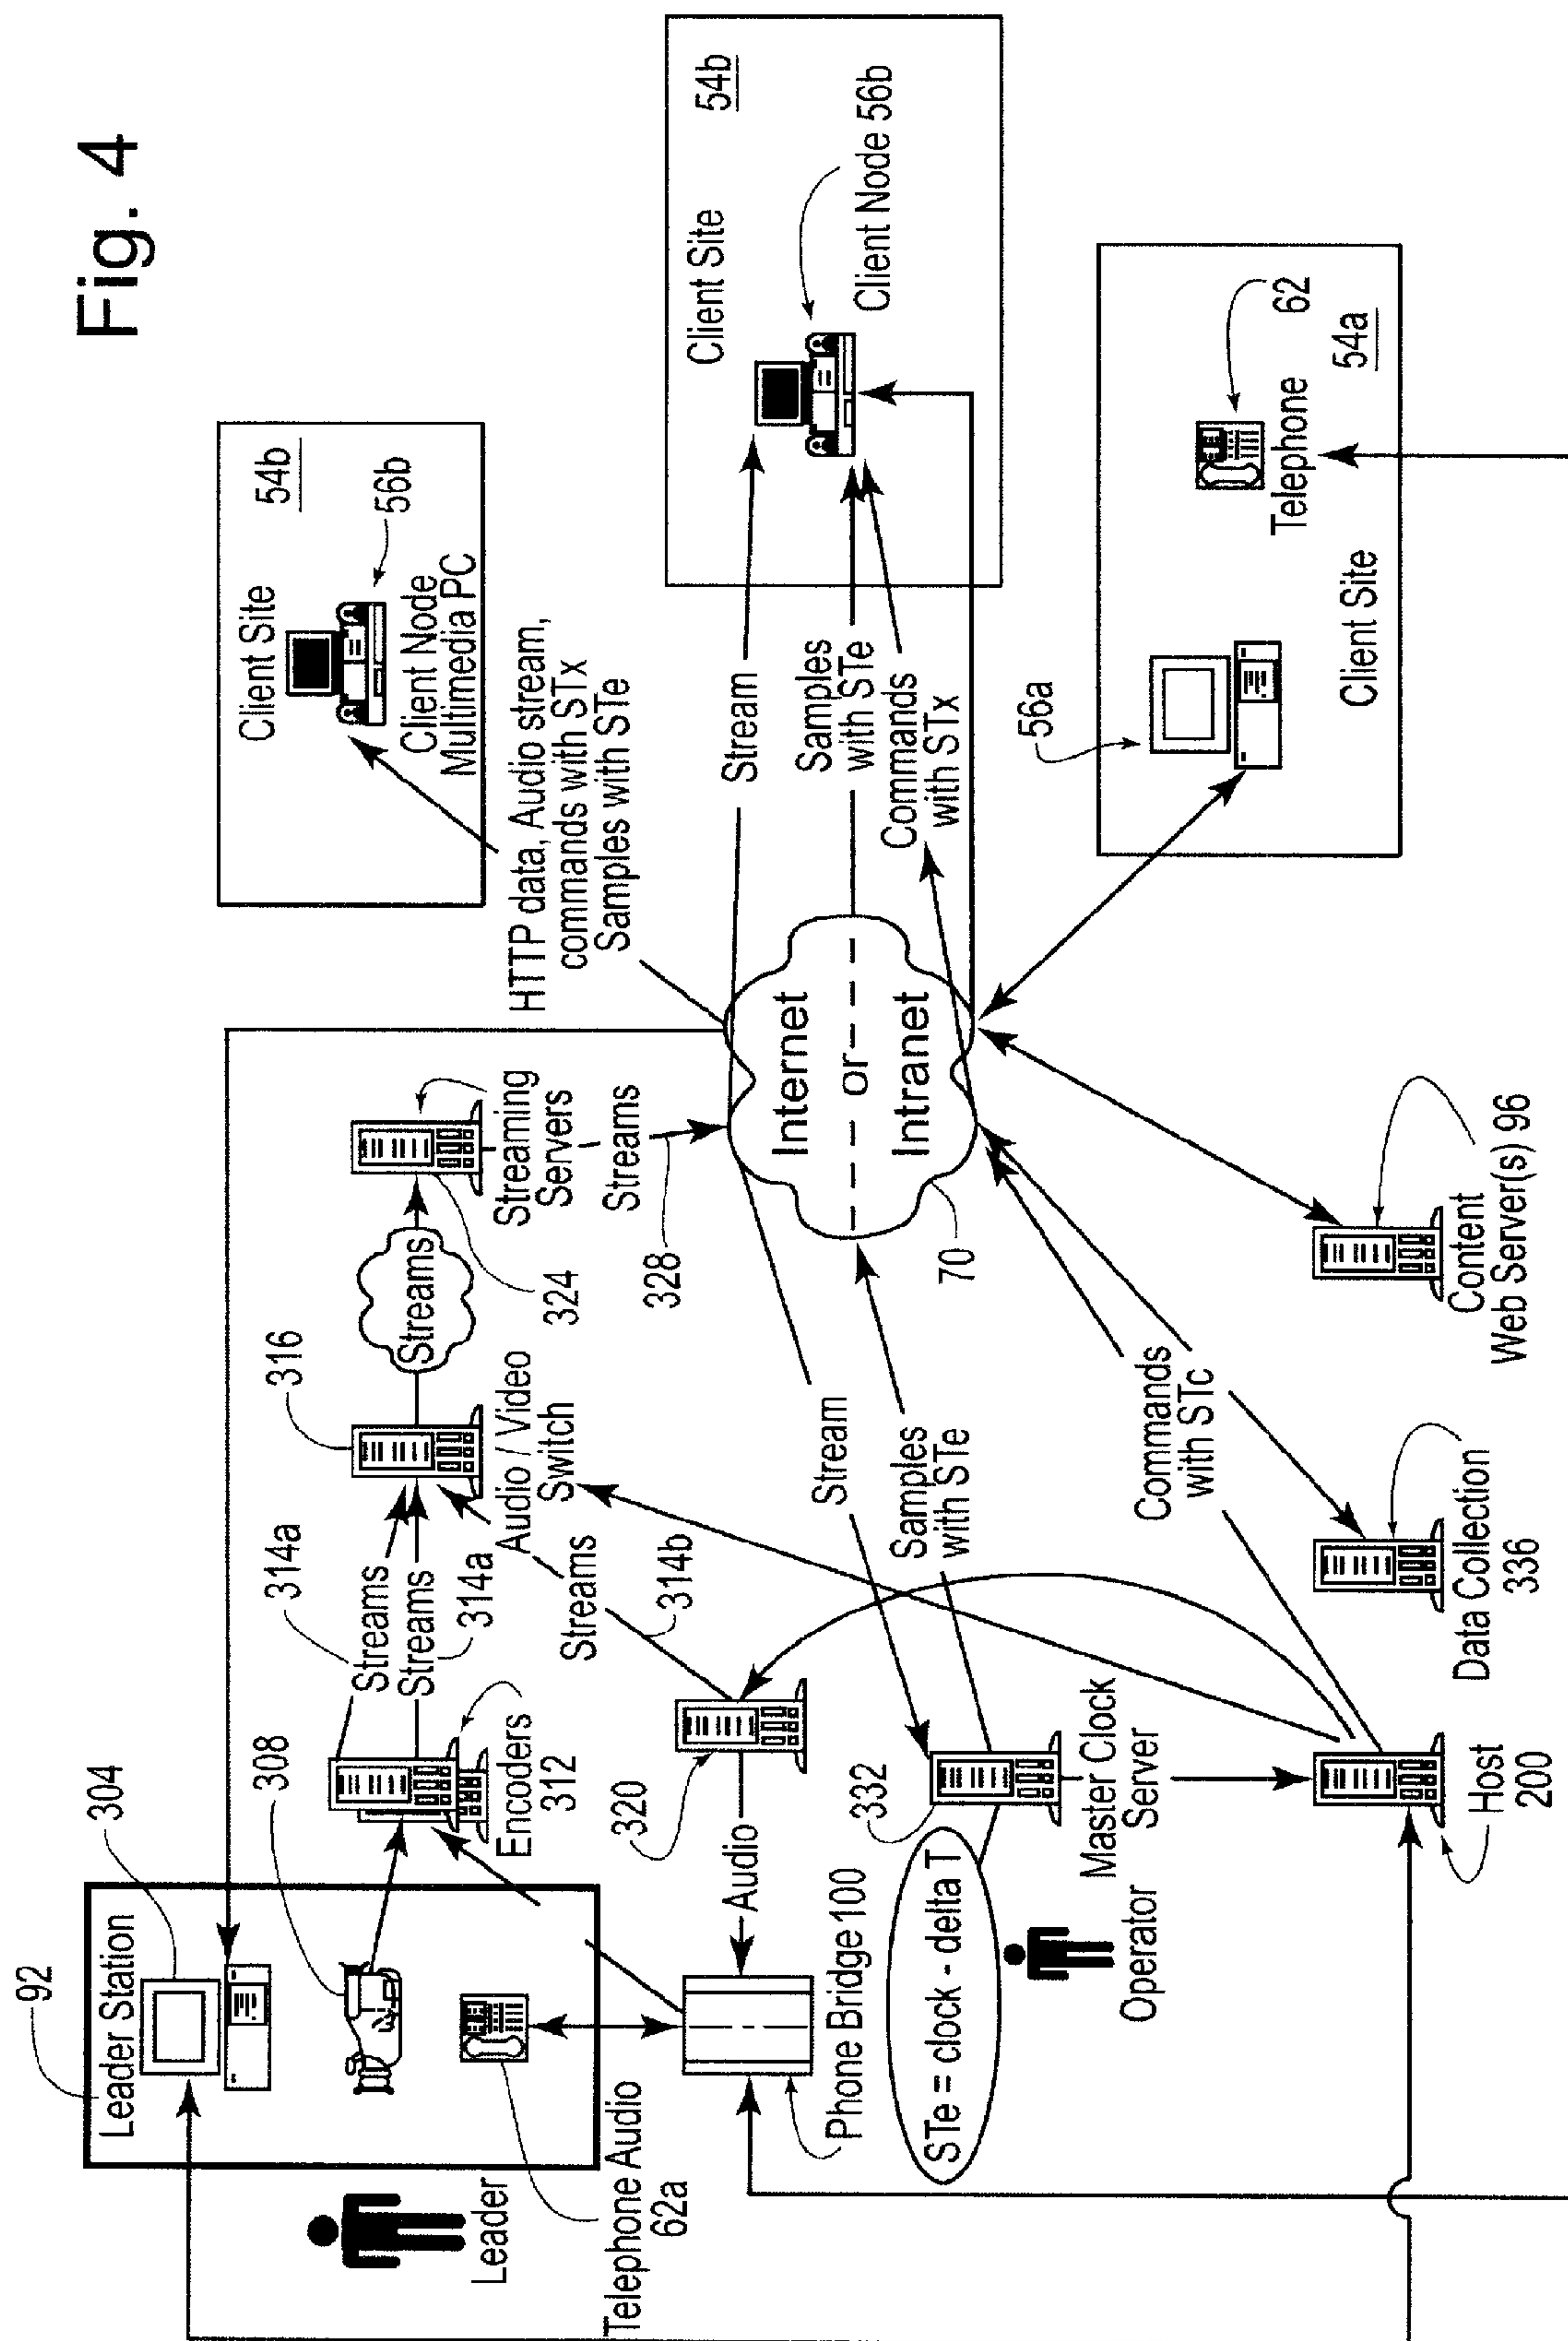 Fig. 4
92
Leader Station
304
308
Leader
Telephone Audio
62a
Streams
314a
Streams
314a
Encoders
312
316
Audio / Video
Switch
Streams
314b
Streams
324
Streaming
Servers
Streams
328
320
Audio
Phone Bridge 100
Client Site
54b
56b
Client Node
Multimedia PC
HTTP data, Audio stream,
commands with STx
Samples with STe
Client Site
54b
Client Node 56b
Stream
Samples
with STe
Commands
with STx
Internet
or
Intranet
70
Stream
Samples
with STe
332
STe = clock - delta T
Master Clock
Server
Operator
Commands
with STc
Host
200
Data Collection
336
Content
Web Server(s) 96
56a
62
Telephone
54a
Client Site